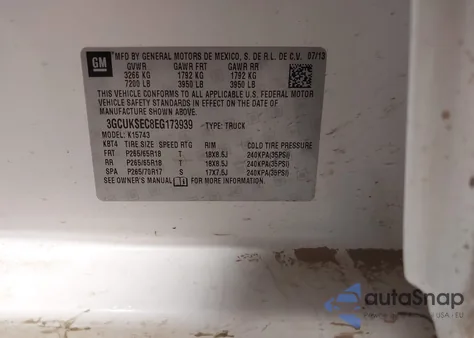 GM
MFD BY GENERAL MOTORS DE MEXICO, S. DE R.L. DE C.V. 07/13
GVWR GAWR FRT GAWR RR
3266 KG 1792 KG 1792 KG
7200 LB 3950 LB 3950 LB
THIS VEHICLE CONFORMS TO ALL APPLICABLE U.S. FEDERAL MOTOR
VEHICLE SAFETY STANDARDS IN EFFECT ON THE DATE OF
MANUFACTURE SHOWN ABOVE.
3GCUKSEC8EG173939 TYPE: TRUCK
MODEL: K15743
KBT4 TIRE SIZE SPEED RTG RIM COLD TIRE PRESSURE
FRT P265/65R18 T 18X8.5J 240KPA(35PSI)
RR P265/65R18 T 18X8.5J 240KPA(35PSI)
SPA P265/70R17 S 17X7.5J 240KPA(35PSI)
SEE OWNER'S MANUAL FOR MORE INFORMATION.
autaSnap